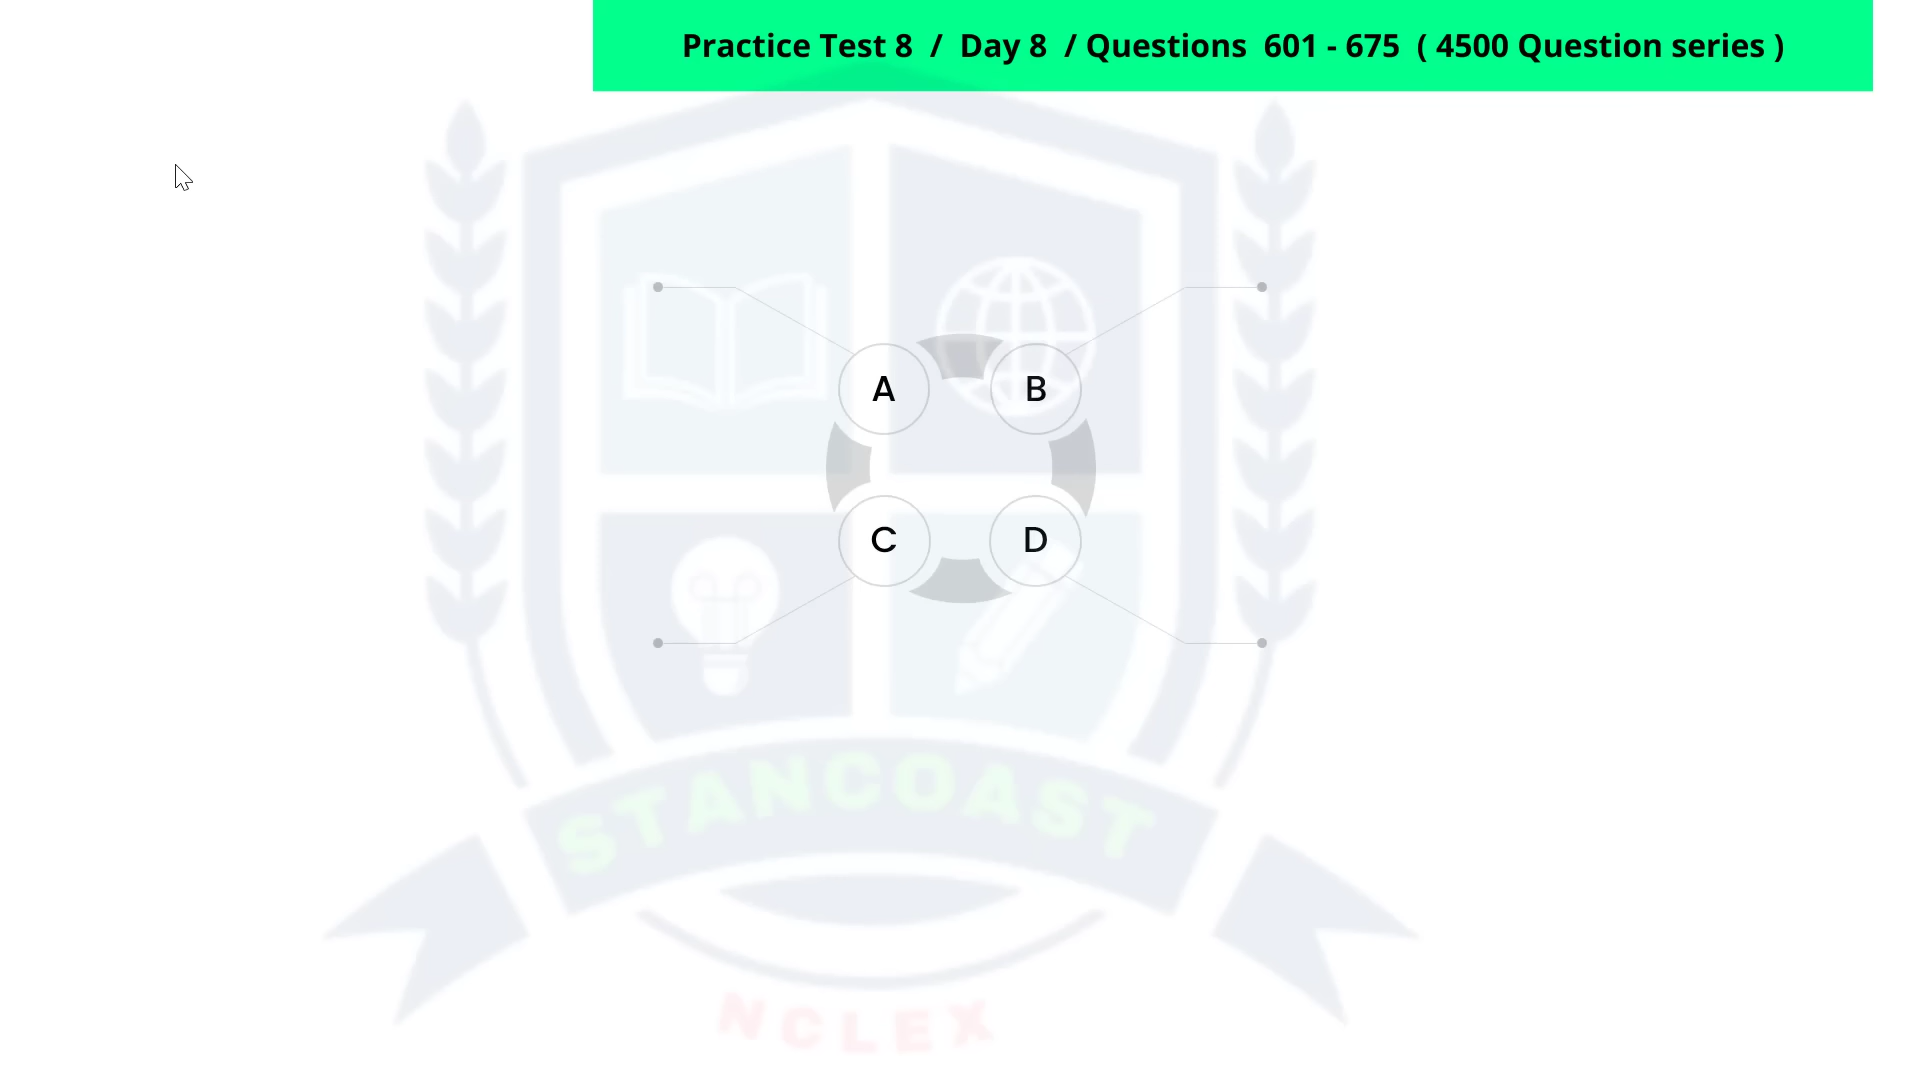 Practice Test 8 / Day 8 / Questions 601 - 675 ( 4500 Question series )
A
B
C
D
STANCOAST
NCLEX